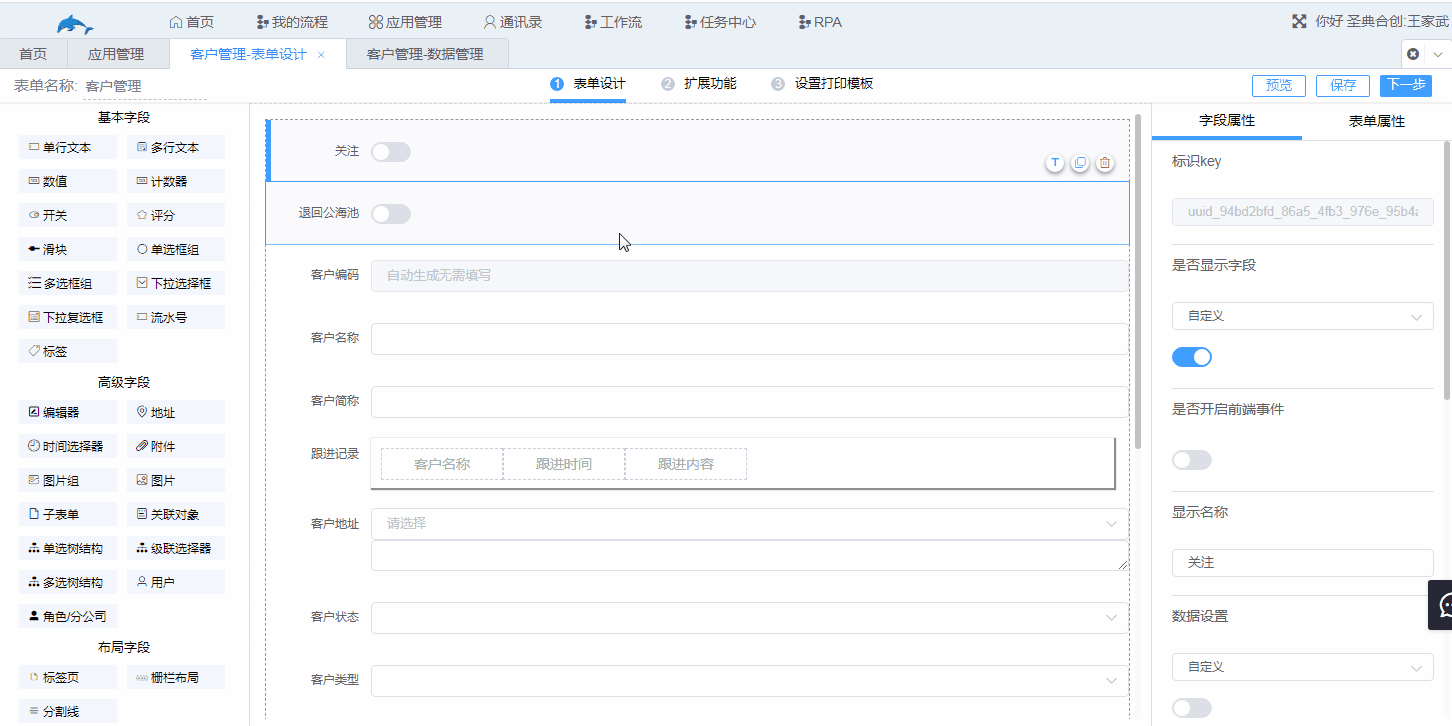 首页 我的流程 应用管理 通讯录 工作流 任务中心 RPA 你好 圣典合创:王家武
首页 应用管理 客户管理-表单设计 × 客户管理-数据管理
表单名称: 客户管理 1 表单设计 2 扩展功能 3 设置打印模板 预览 保存 下一步
基本字段
单行文本 多行文本
数值 计数器
开关 评分
滑块 单选框组
多选框组 下拉选择框
下拉复选框 流水号
标签
高级字段
编辑器 地址
时间选择器 附件
图片组 图片
子表单 关联对象
单选树结构 级联选择器
多选树结构 用户
角色/分公司
布局字段
标签页 栅栏布局
分割线
关注
T
退回公海池
客户编码 自动生成无需填写
客户名称
客户简称
跟进记录 客户名称 跟进时间 跟进内容
客户地址 请选择
客户状态
客户类型
字段属性 表单属性
标识key
uuid_94bd2bfd_86a5_4fb3_976e_95b4a
是否显示字段
自定义
是否开启前端事件
显示名称
关注
数据设置
自定义